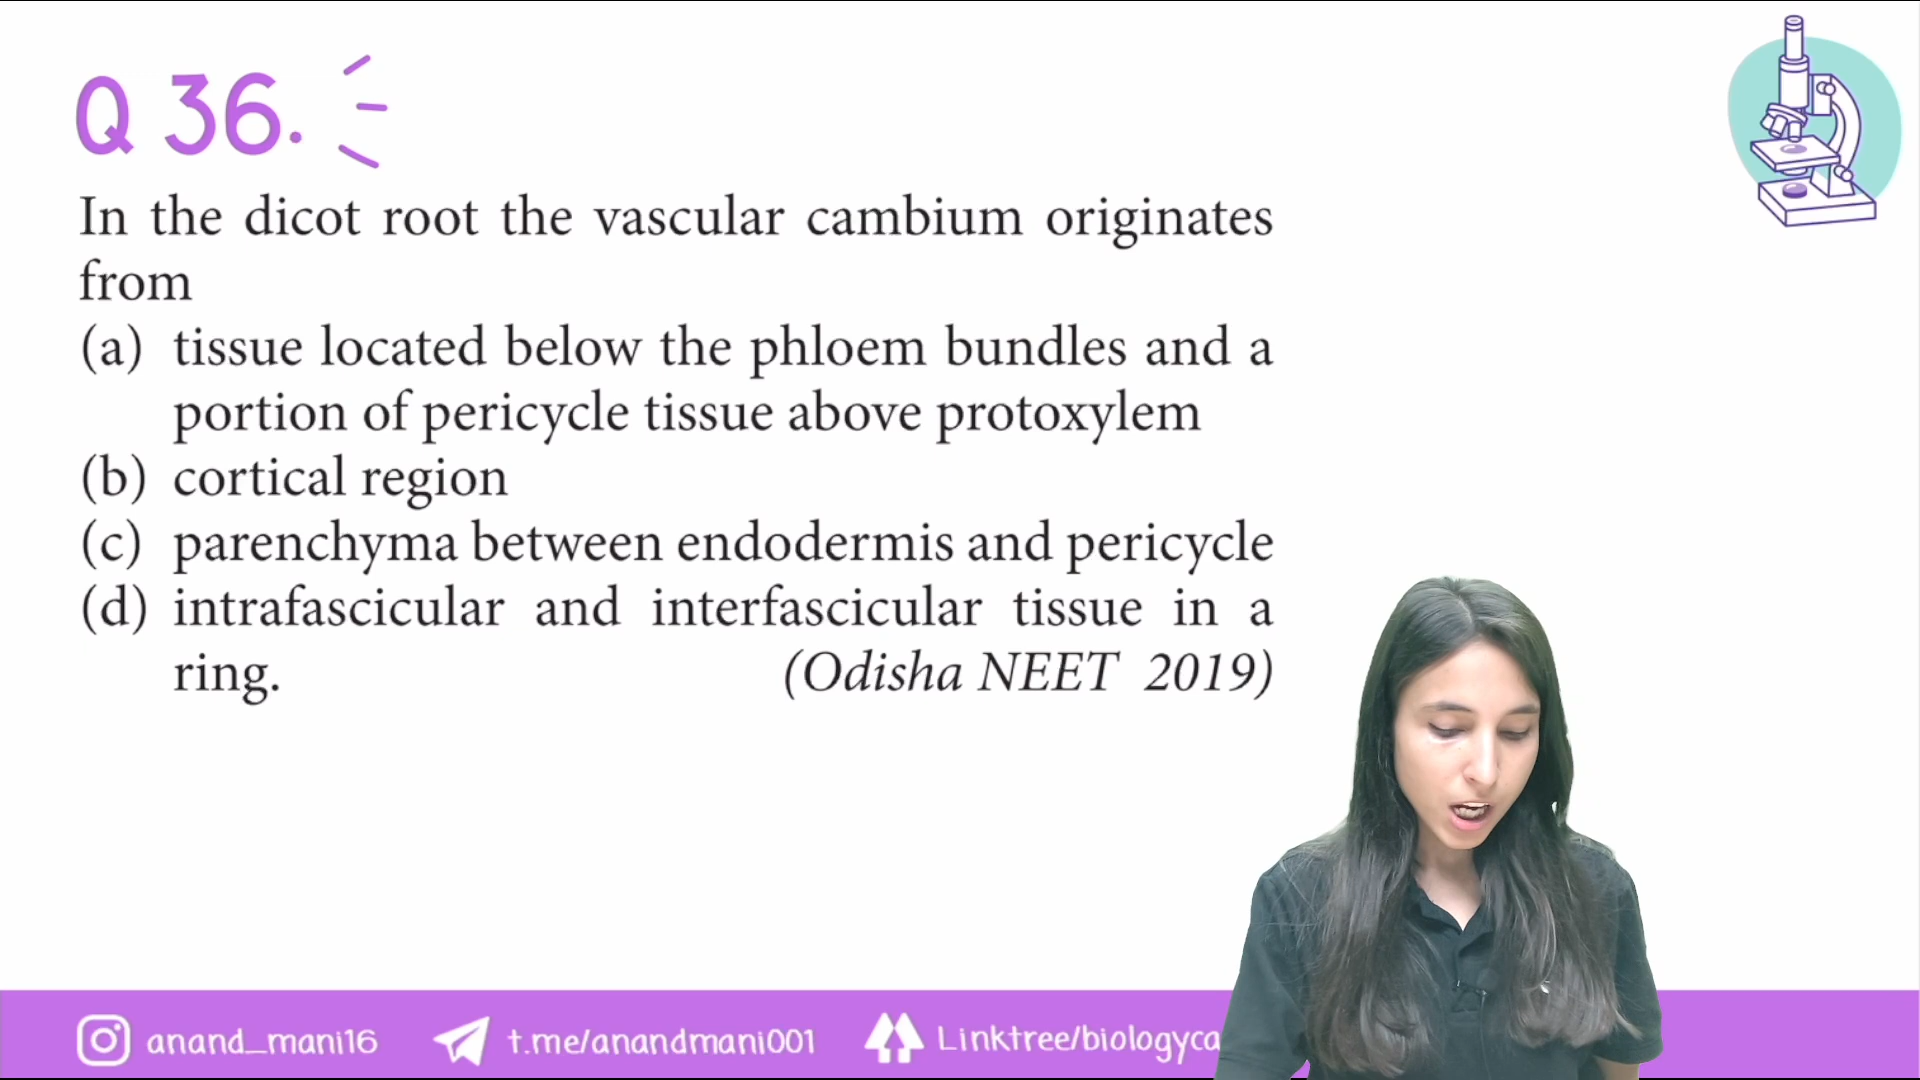 Q 36.
In the dicot root the vascular cambium originates
from
(a) tissue located below the phloem bundles and a
portion of pericycle tissue above protoxylem
(b) cortical region
(c) parenchyma between endodermis and pericycle
(d) intrafascicular and interfascicular tissue in a
ring. (Odisha NEET 2019)
anand_mani16 t.me/anandmani001 Linktree/biologyca